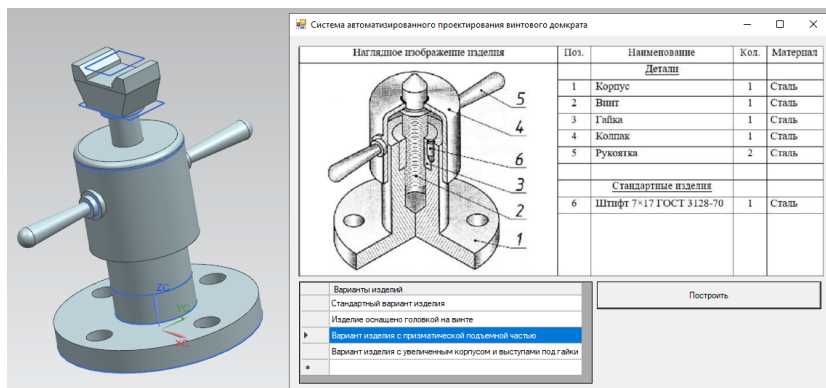 Система автоматизированного проектирования винтового домкрата
Наглядное изображение изделия Поз. Наименование Кол. Материал
Детали
1 Корпус 1 Сталь
2 Винт 1 Сталь
3 Гайка 1 Сталь
4 Колпак 1 Сталь
5 Рукоятка 2 Сталь
Стандартные изделия
6 Штифт 7×17 ГОСТ 3128-70 1 Сталь
5
4
6
3
2
1
Варианты изделий
Стандартный вариант изделия
Изделие оснащено головкой на винте
Вариант изделия с призматической подъемной частью
Вариант изделия с увеличенным корпусом и выступами под гайки
Построить
ZC
YC
XC